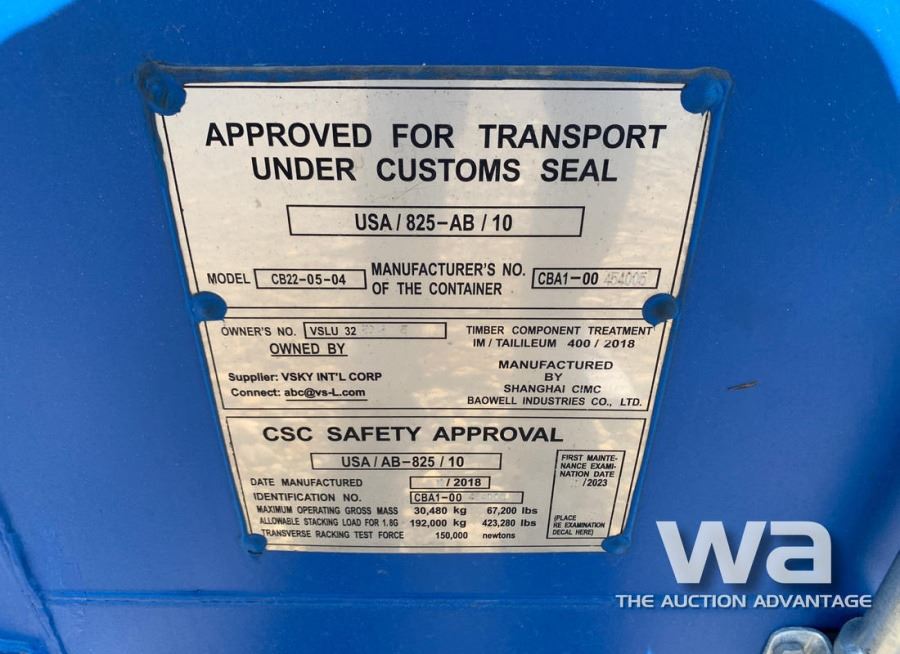 APPROVED FOR TRANSPORT
UNDER CUSTOMS SEAL
USA / 825-AB / 10
MODEL CB22-05-04 MANUFACTURER'S NO. OF THE CONTAINER CBA1-00
OWNER'S NO. VSLU 32
OWNED BY
Supplier: VSKY INT'L CORP
Connect: abc@vs-L.com
TIMBER COMPONENT TREATMENT
IM / TAILILEUM 400 / 2018
MANUFACTURED
BY
SHANGHAI CIMC
BAOWELL INDUSTRIES CO., LTD.
CSC SAFETY APPROVAL
USA / AB-825 / 10
DATE MANUFACTURED / 2018
IDENTIFICATION NO. CBA1-00
MAXIMUM OPERATING GROSS MASS 30,480 kg 67,200 lbs
ALLOWABLE STACKING LOAD FOR 1.8G 192,000 kg 423,280 lbs
TRANSVERSE RACKING TEST FORCE 150,000 newtons
FIRST MAINTE-
NANCE EXAMI-
NATION DATE
/2023
(PLACE
RE EXAMINATION
DECAL HERE)
wa
THE AUCTION ADVANTAGE